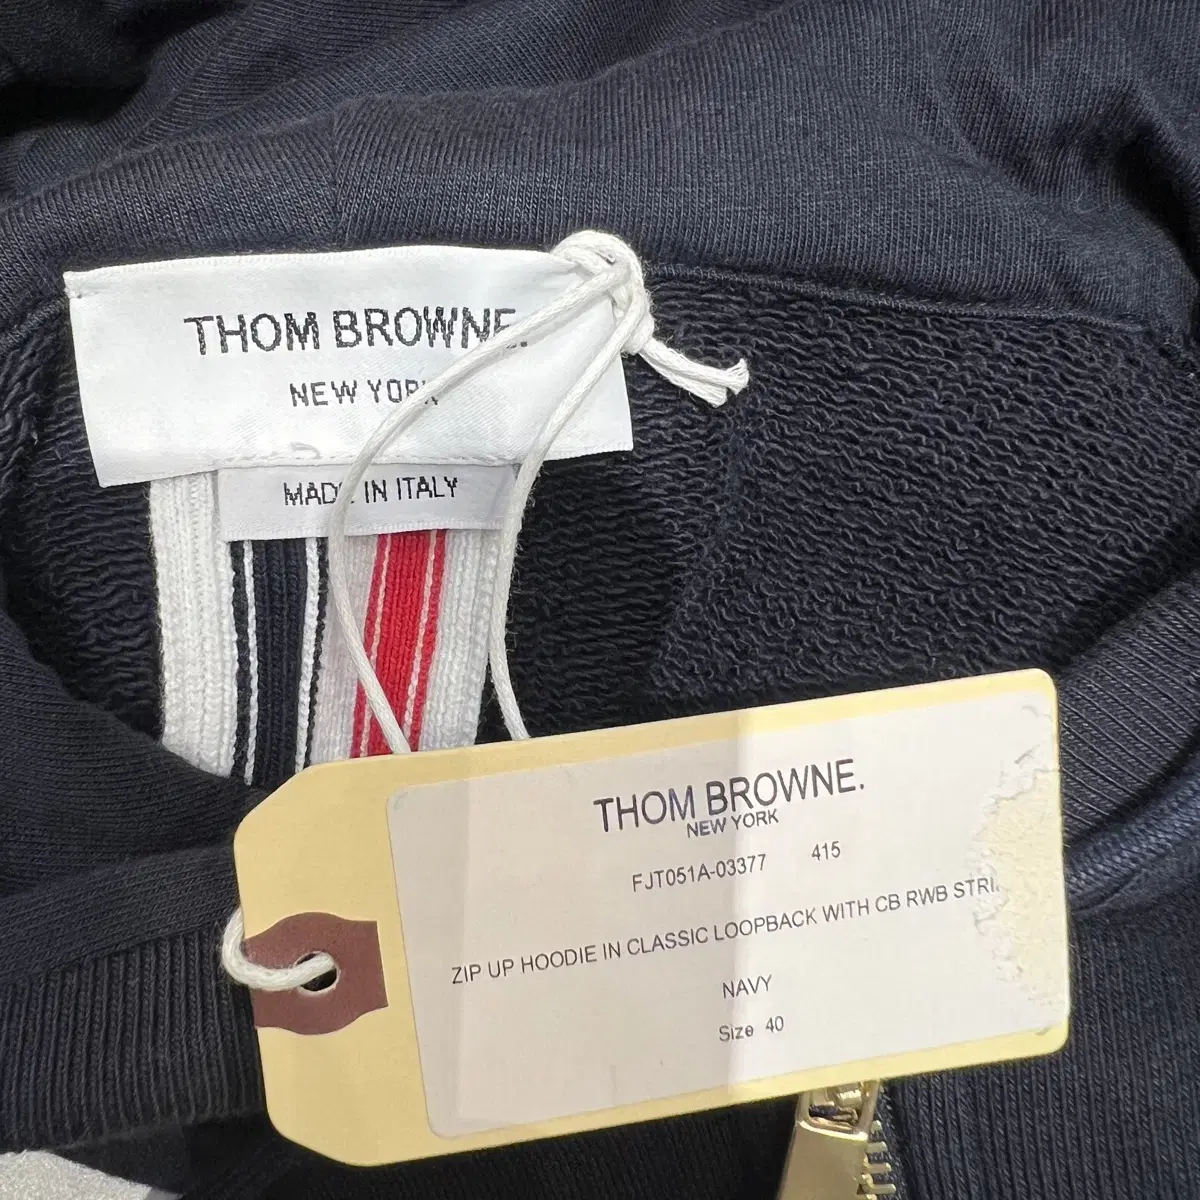 THOM BROWNE.
NEW YORK
MADE IN ITALY
THOM BROWNE.
NEW YORK
FJT051A-03377 415
ZIP UP HOODIE IN CLASSIC LOOPBACK WITH CB RWB
NAVY
Size 40